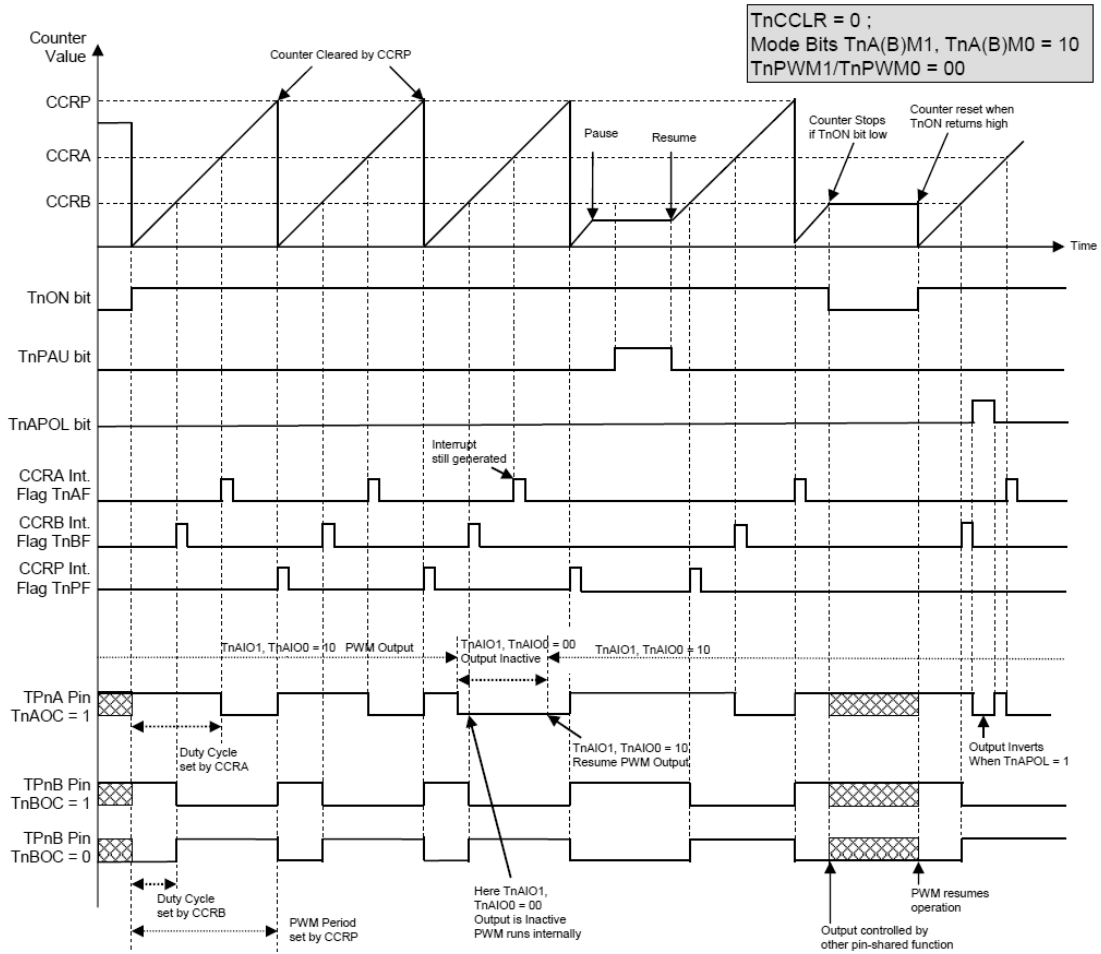 TnCCLR = 0 ;
Mode Bits TnA(B)M1, TnA(B)M0 = 10
TnPWM1/TnPWM0 = 00
Counter
Value
Counter Cleared by CCRP
CCRP
CCRA
CCRB
Pause
Resume
Counter Stops
if TnON bit low
Counter reset when
TnON returns high
Time
TnON bit
TnPAU bit
TnAPOL bit
Interrupt
still generated
CCRA Int.
Flag TnAF
CCRB Int.
Flag TnBF
CCRP Int.
Flag TnPF
TnAIO1, TnAIO0 = 10 PWM Output
TnAIO1, TnAIO0 = 00
Output Inactive
TnAIO1, TnAIO0 = 10
TPnA Pin
TnAOC = 1
Duty Cycle
set by CCRA
TnAIO1, TnAIO0 = 10
Resume PWM Output
Output Inverts
When TnAPOL = 1
TPnB Pin
TnBOC = 1
TPnB Pin
TnBOC = 0
Duty Cycle
set by CCRB
PWM Period
set by CCRP
Here TnAIO1,
TnAIO0 = 00
Output is Inactive
PWM runs internally
Output controlled by
other pin-shared function
PWM resumes
operation